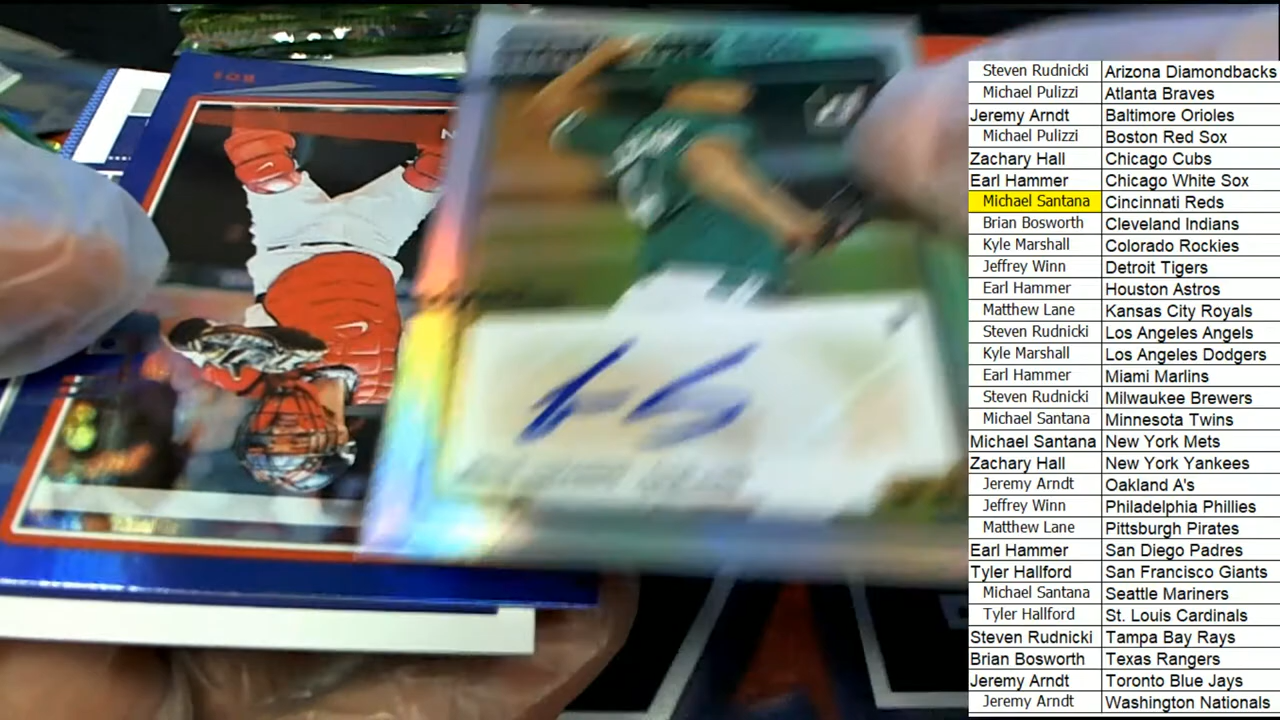 Steven Rudnicki Arizona Diamondbacks
Michael Pulizzi Atlanta Braves
Jeremy Arndt Baltimore Orioles
Michael Pulizzi Boston Red Sox
Zachary Hall Chicago Cubs
Earl Hammer Chicago White Sox
Michael Santana Cincinnati Reds
Brian Bosworth Cleveland Indians
Kyle Marshall Colorado Rockies
Jeffrey Winn Detroit Tigers
Earl Hammer Houston Astros
Matthew Lane Kansas City Royals
Steven Rudnicki Los Angeles Angels
Kyle Marshall Los Angeles Dodgers
Earl Hammer Miami Marlins
Steven Rudnicki Milwaukee Brewers
Michael Santana Minnesota Twins
Michael Santana New York Mets
Zachary Hall New York Yankees
Jeremy Arndt Oakland A's
Jeffrey Winn Philadelphia Phillies
Matthew Lane Pittsburgh Pirates
Earl Hammer San Diego Padres
Tyler Hallford San Francisco Giants
Michael Santana Seattle Mariners
Tyler Hallford St. Louis Cardinals
Steven Rudnicki Tampa Bay Rays
Brian Bosworth Texas Rangers
Jeremy Arndt Toronto Blue Jays
Jeremy Arndt Washington Nationals